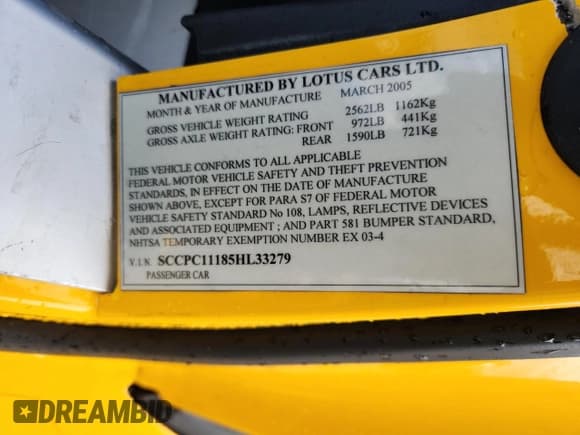 MANUFACTURED BY LOTUS CARS LTD.
MONTH & YEAR OF MANUFACTURE MARCH 2005
GROSS VEHICLE WEIGHT RATING 2562LB 1162Kg
GROSS AXLE WEIGHT RATING: FRONT 972LB 441Kg
REAR 1590LB 721Kg
THIS VEHICLE CONFORMS TO ALL APPLICABLE
FEDERAL MOTOR VEHICLE SAFETY AND THEFT PREVENTION
STANDARDS, IN EFFECT ON THE DATE OF MANUFACTURE
SHOWN ABOVE, EXCEPT FOR PARA S7 OF FEDERAL MOTOR
VEHICLE SAFETY STANDARD No 108, LAMPS, REFLECTIVE DEVICES
AND ASSOCIATED EQUIPMENT ; AND PART 581 BUMPER STANDARD,
NHTSA TEMPORARY EXEMPTION NUMBER EX 03-4
V.I.N. SCCPC11185HL33279
PASSENGER CAR
DREAMBID